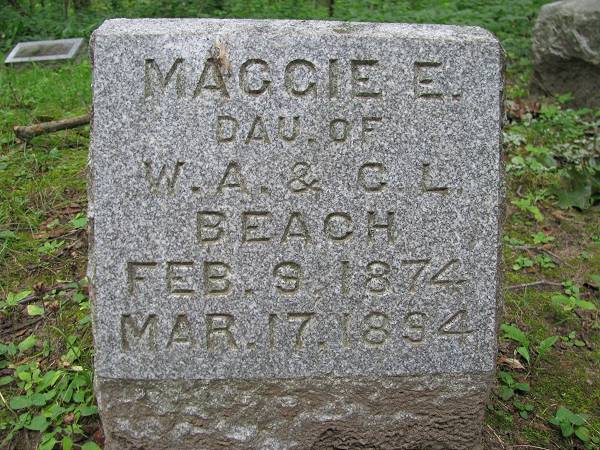 MAGGIE E.
DAU. OF
W. A. & C. L.
BEACH
FEB. 9, 1874
MAR. 17. 1894